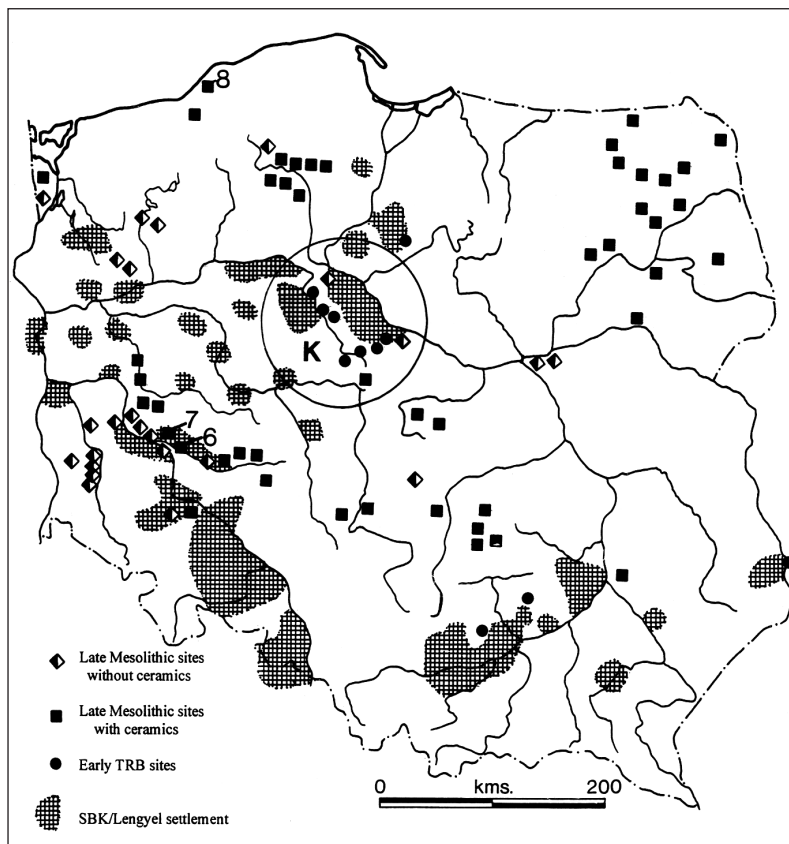 8
K
7
6
Late Mesolithic sites
without ceramics
Late Mesolithic sites
with ceramics
Early TRB sites
SBK/Lengyel settlement
0 kms. 200